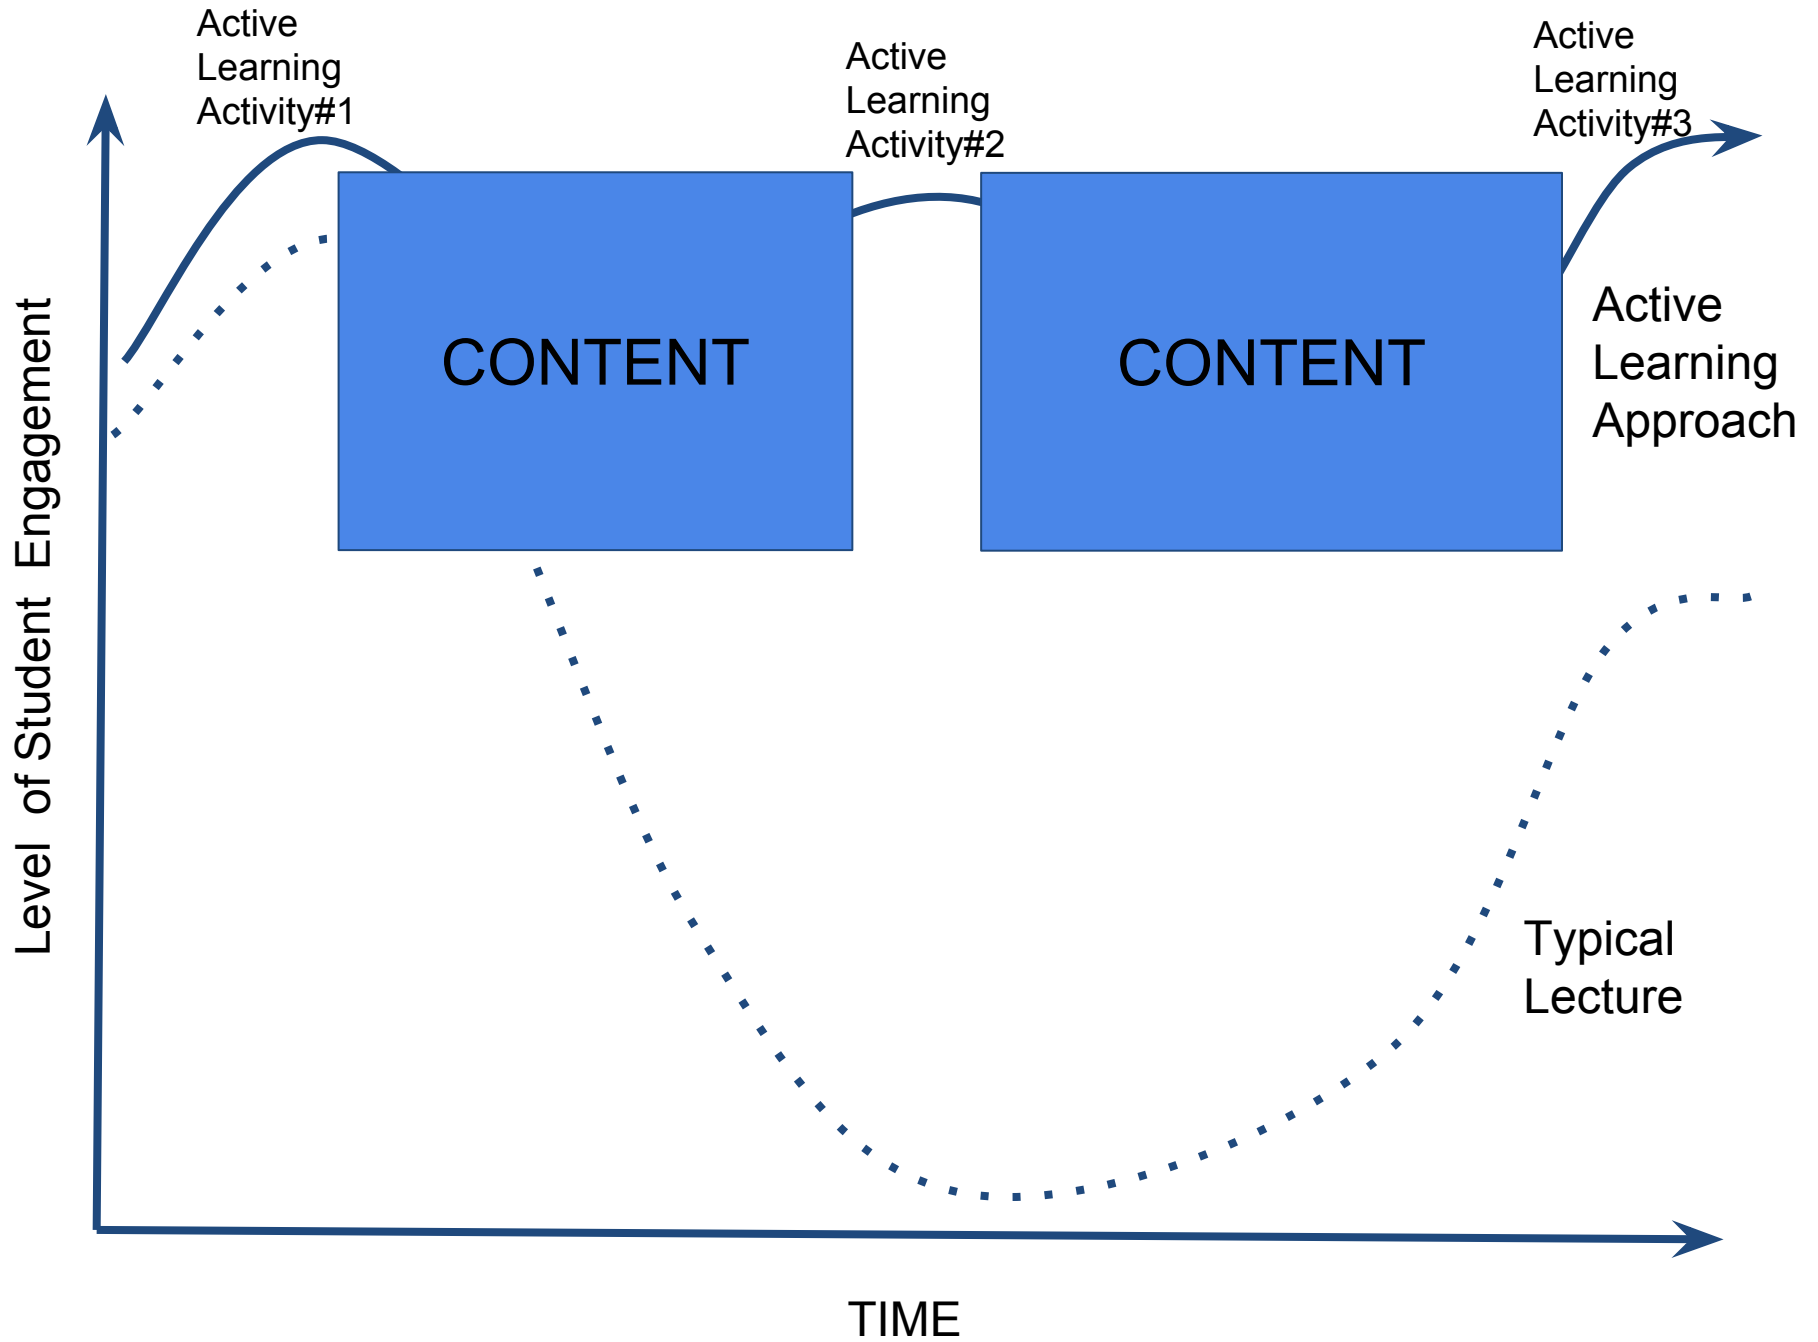 Active
Learning
Activity#1
Active
Learning
Activity#2
Active
Learning
Activity#3
Level of Student Engagement
CONTENT
CONTENT
Active
Learning
Approach
Typical
Lecture
TIME